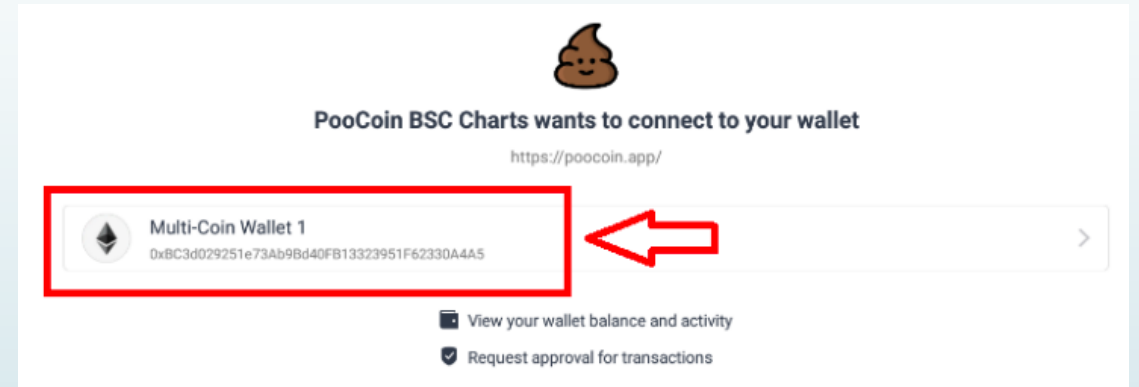 PooCoin BSC Charts wants to connect to your wallet
https://poocoin.app/
Multi-Coin Wallet 1
0xBC3d029251e73Ab9Bd40FB13323951F62330A4A5
View your wallet balance and activity
Request approval for transactions